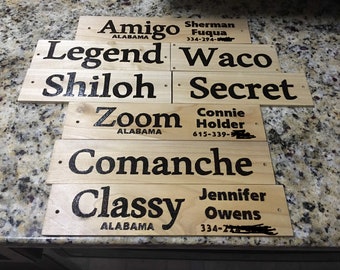 Amigo Sherman
Fuqua
ALABAMA 334-294-
Legend Waco
Shiloh Secret
Zoom Connie
Holder
ALABAMA 615-339-
Comanche
Classy Jennifer
Owens
ALABAMA 334-2